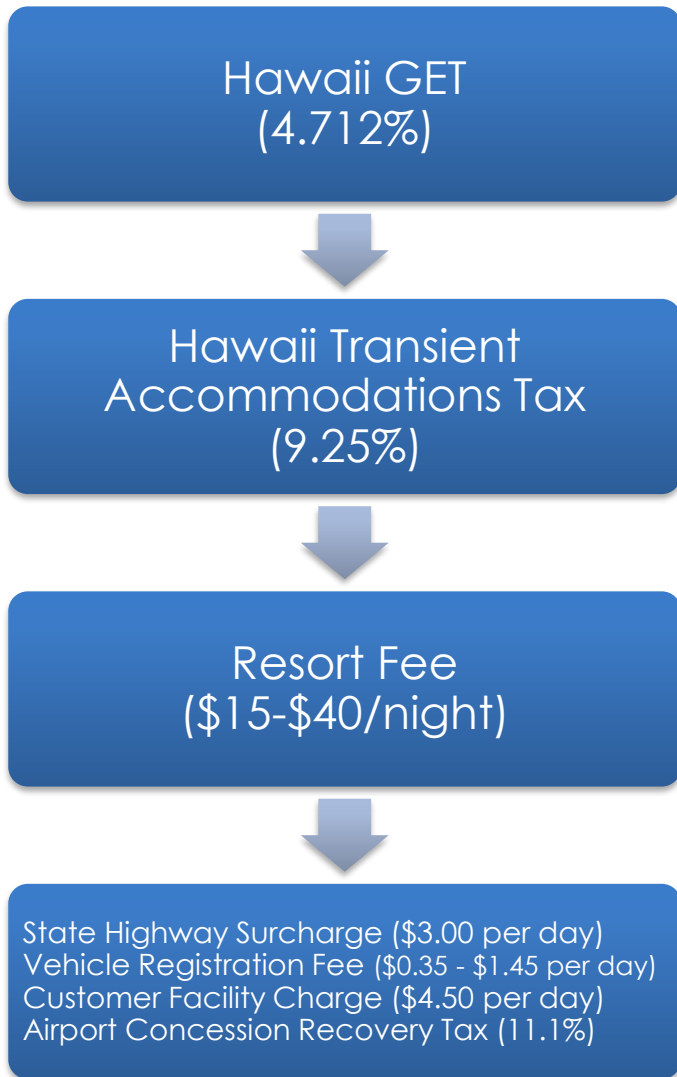 Hawaii GET
(4.712%)
Hawaii Transient
Accommodations Tax
(9.25%)
Resort Fee
($15-$40/night)
State Highway Surcharge ($3.00 per day)
Vehicle Registration Fee ($0.35 - $1.45 per day)
Customer Facility Charge ($4.50 per day)
Airport Concession Recovery Tax (11.1%)